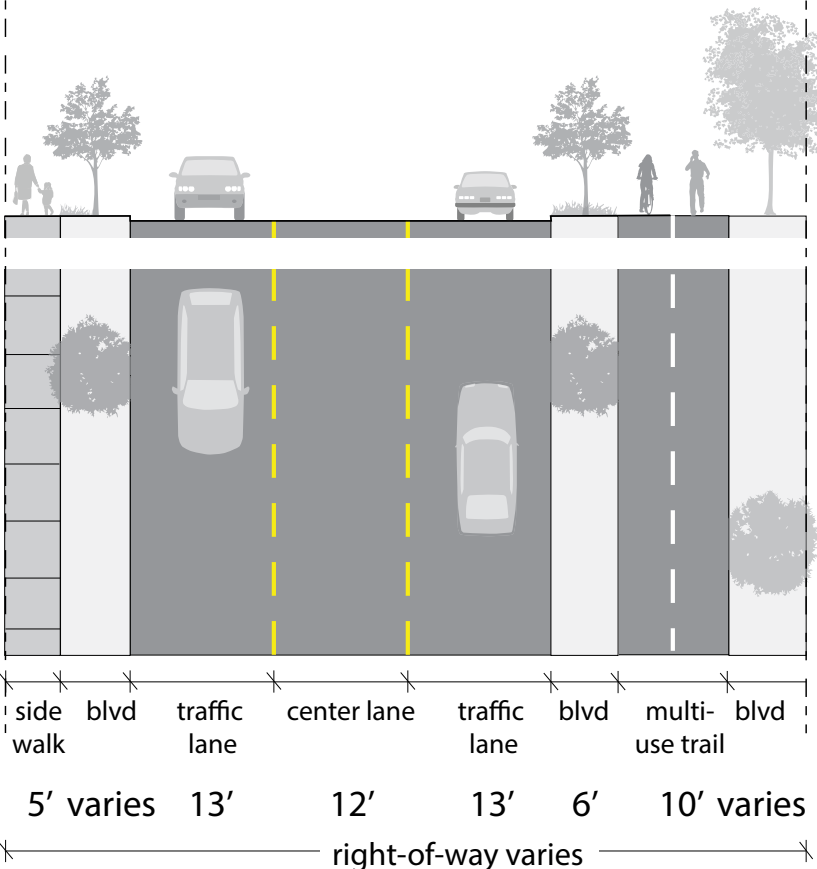 side blvd traffic center lane traffic blvd multi- blvd
walk lane lane use trail
5’ varies 13’ 12’ 13’ 6’ 10’ varies
right-of-way varies